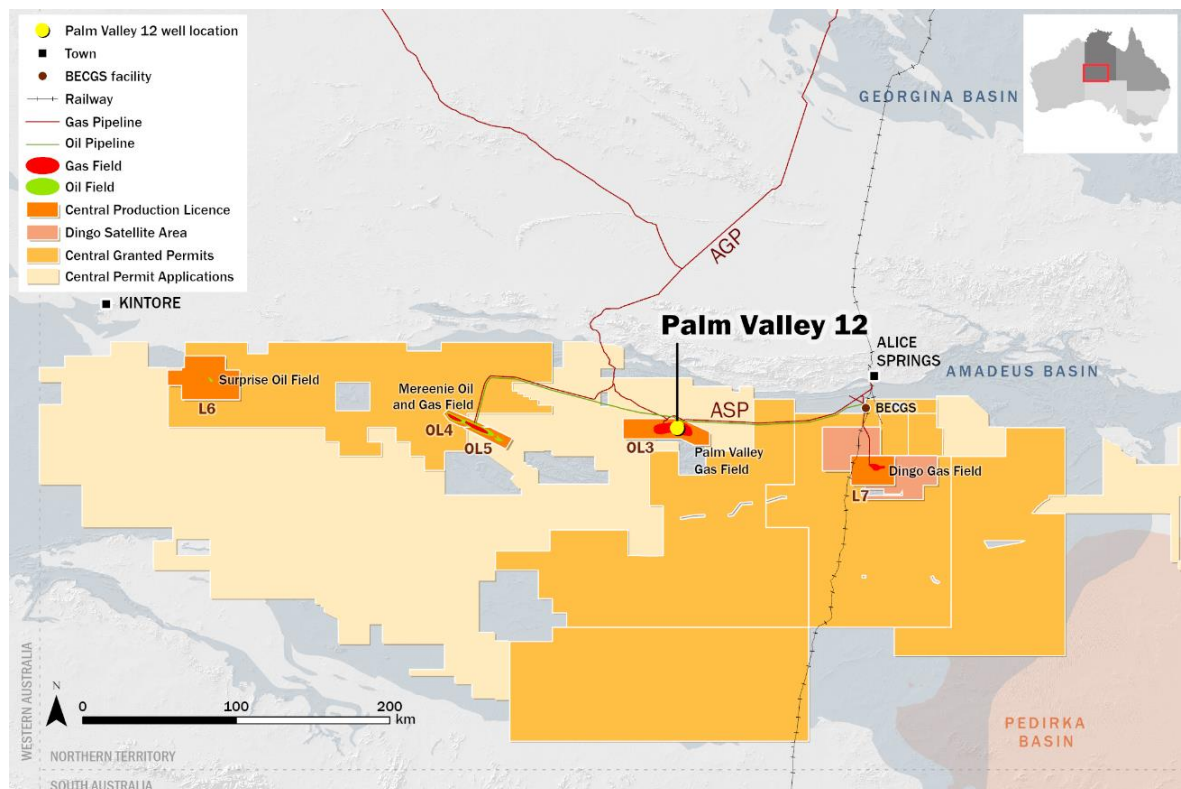 Palm Valley 12 well location
Town
BECGS facility
Railway
Gas Pipeline
Oil Pipeline
Gas Field
Oil Field
Central Production Licence
Dingo Satellite Area
Central Granted Permits
Central Permit Applications
GEORGINA BASIN
AGP
KINTORE
Palm Valley 12
ALICE
SPRINGS
AMADEUS BASIN
Surprise Oil Field
L6
Mereenie Oil
and Gas Field
OL4
OL5
ASP
BECGS
OL3
Palm Valley
Gas Field
Dingo Gas Field
L7
WESTERN AUSTRALIA
N
0 100 200
km
PEDIRKA
BASIN
NORTHERN TERRITORY
SOUTH AUSTRALIA